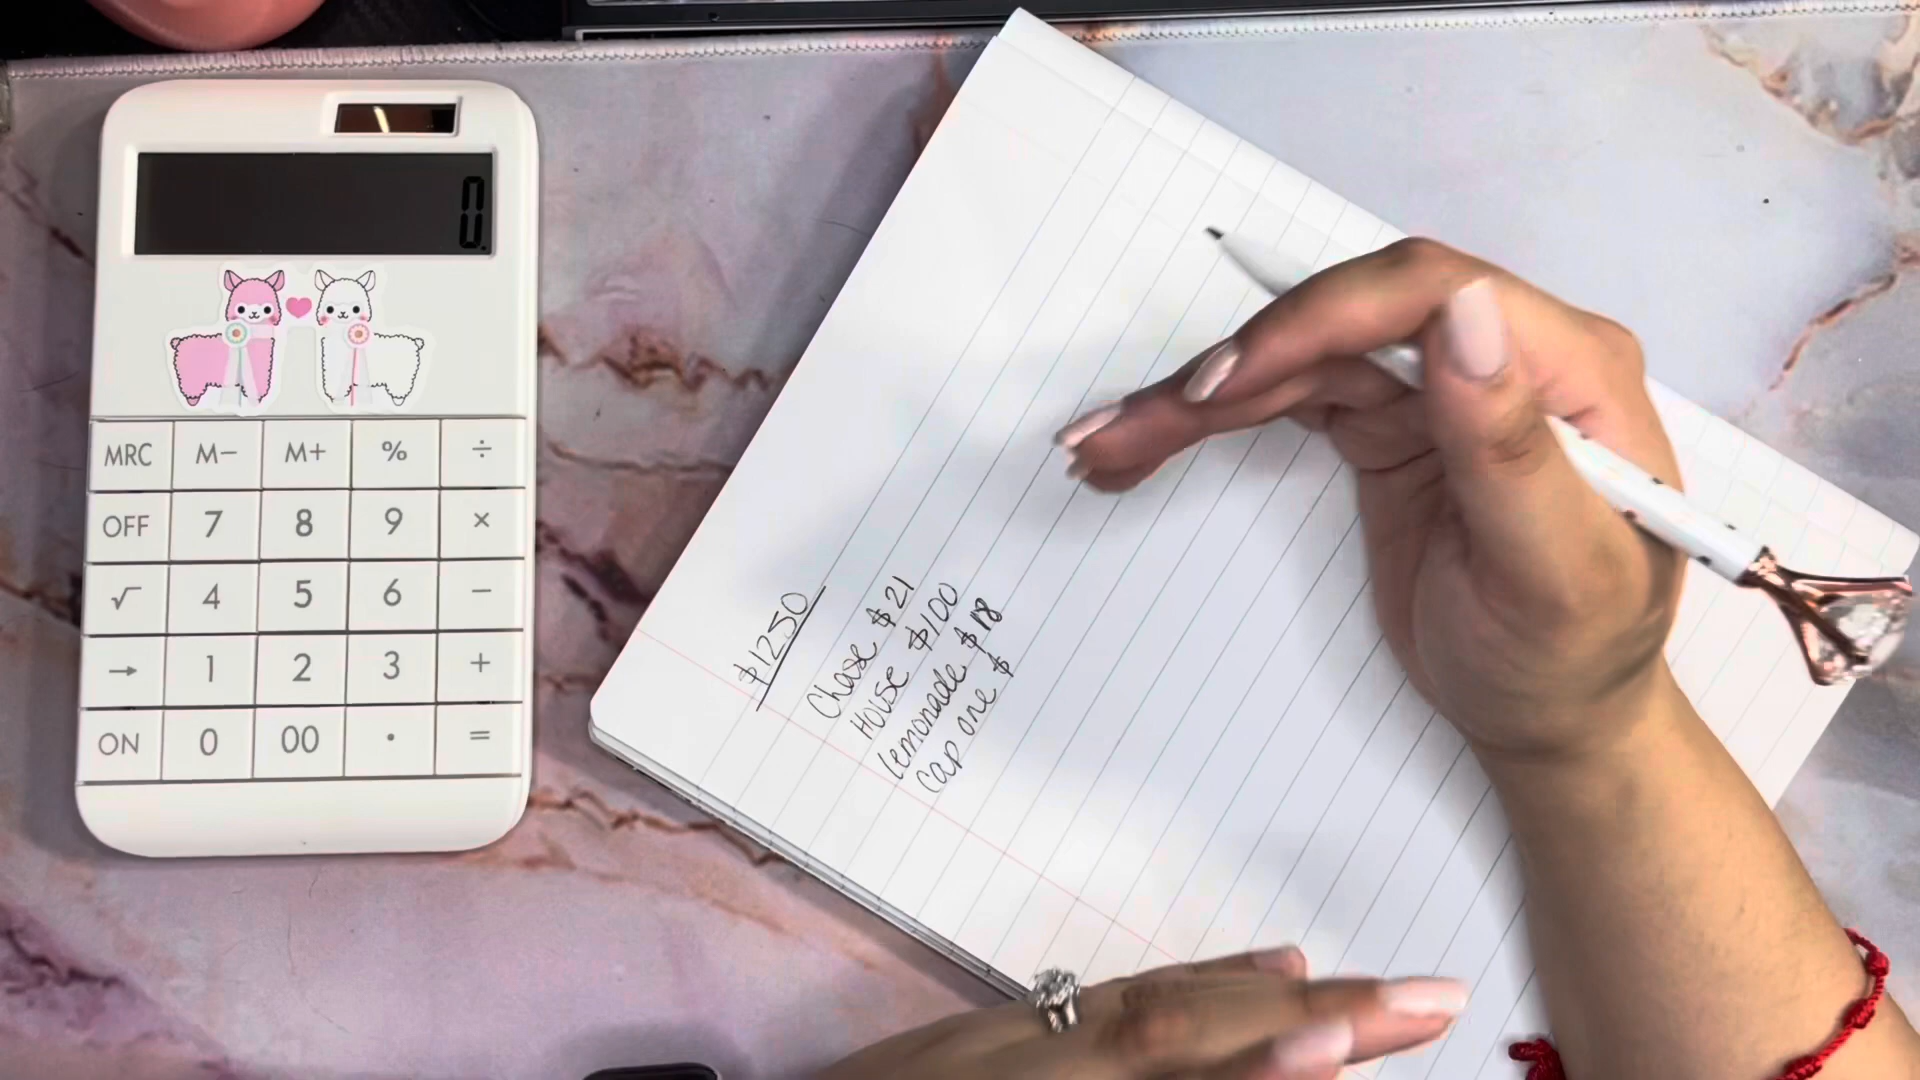 0.
MRC M− M+ % ÷
OFF 7 8 9 ×
√ 4 5 6 −
→ 1 2 3 +
ON 0 00 · =
$1250
Chase $21
House $100
Lemonade $18
Cap one $